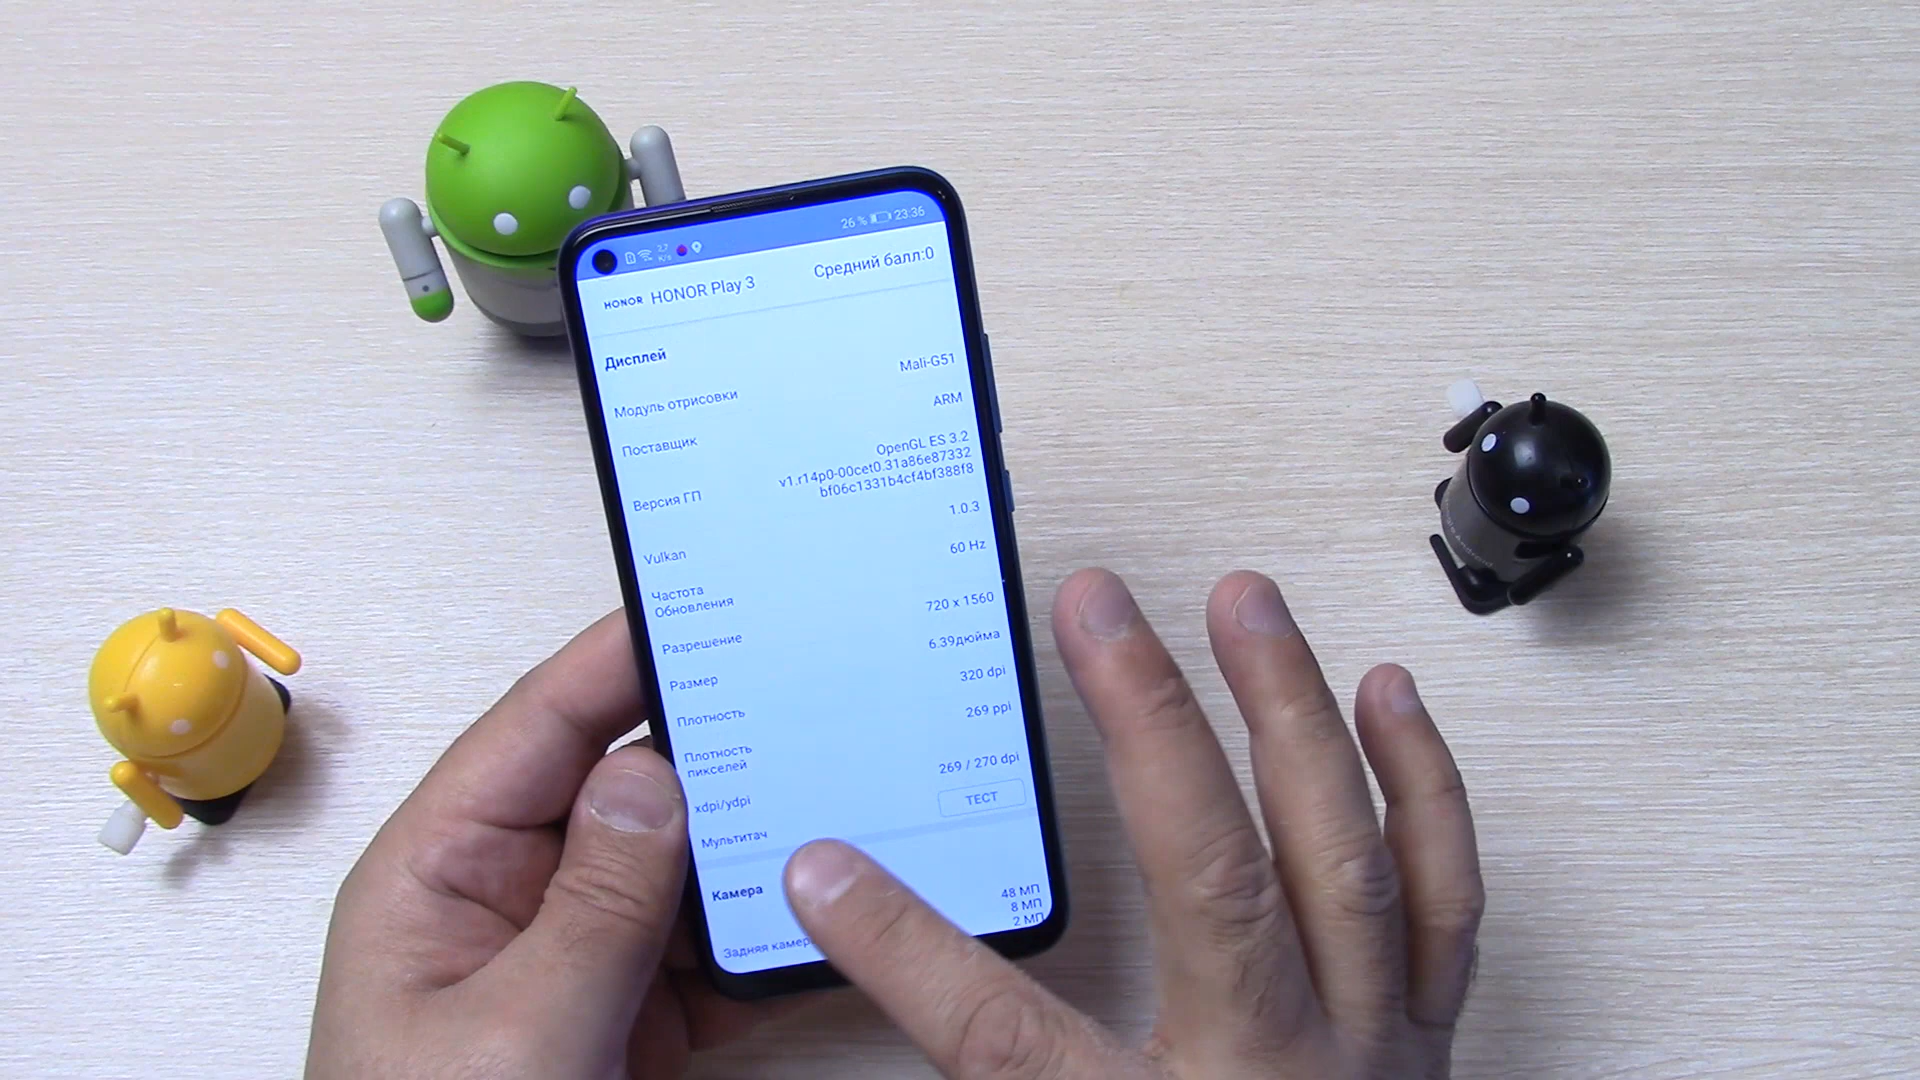 2,7
K/s
26 % 23:36
HONOR HONOR Play 3 Средний балл:0
Дисплей
Модуль отрисовки Mali-G51
Поставщик ARM
Версия ГП OpenGL ES 3.2
v1.r14p0-00cet0.31a86e87332
bf06c1331b4cf4bf388f8
Vulkan 1.0.3
Частота
Обновления 60 Hz
Разрешение 720 x 1560
Размер 6.39дюйма
Плотность 320 dpi
Плотность
пикселей 269 ppi
xdpi/ydpi 269 / 270 dpi
Мультитач ТЕСТ
Камера
48 МП
8 МП
2 МП
Задняя